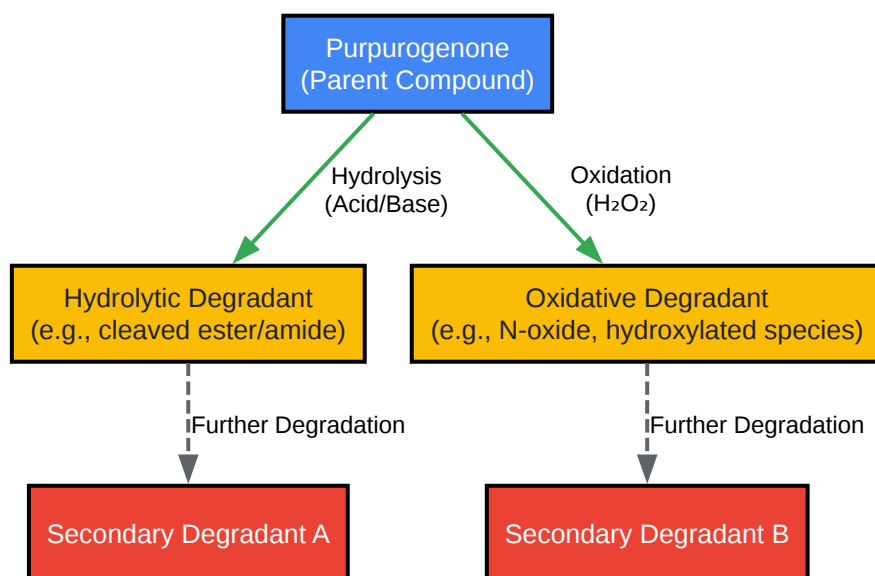 Purpurogenone
(Parent Compound)
Hydrolysis
(Acid/Base)
Oxidation
(H₂O₂)
Hydrolytic Degradant
(e.g., cleaved ester/amide)
Oxidative Degradant
(e.g., N-oxide, hydroxylated species)
Further Degradation
Further Degradation
Secondary Degradant A
Secondary Degradant B